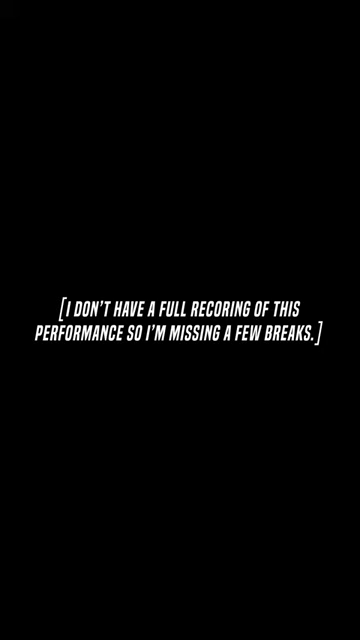 [I DON'T HAVE A FULL RECORING OF THIS
PERFORMANCE SO I'M MISSING A FEW BREAKS.]